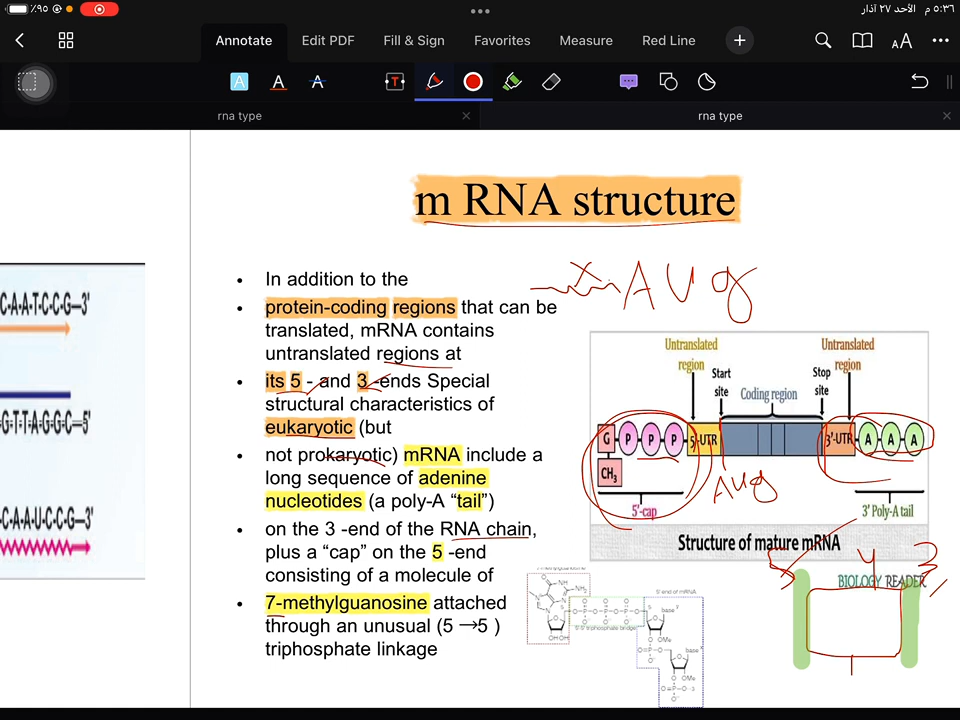 ٪٩٥
٥:٣٦ م الأحد ٢٧ آذار
Annotate Edit PDF Fill & Sign Favorites Measure Red Line
A A A T
rna type rna type
m RNA structure
C-A-A-T-C-C-G-3'
G-T-T-A-G-G-C-5'
C-A-A-U-C-C-G-3'
• In addition to the
• protein-coding regions that can be
translated, mRNA contains
untranslated regions at
• its 5 - and 3 -ends Special
structural characteristics of
eukaryotic (but
• not prokaryotic) mRNA include a
long sequence of adenine
nucleotides (a poly-A “tail”)
• on the 3 -end of the RNA chain,
plus a “cap” on the 5 -end
consisting of a molecule of
• 7-methylguanosine attached
through an unusual (5 →5 )
triphosphate linkage
AUG
Untranslated region
Untranslated region
Start site
Stop site
Coding region
G P P P 5'-UTR 3'-UTR A A A
CH₃
AUG
5'-cap
3' Poly-A tail
Structure of mature mRNA
5 3
BIOLOGY READER
5' end of mRNA